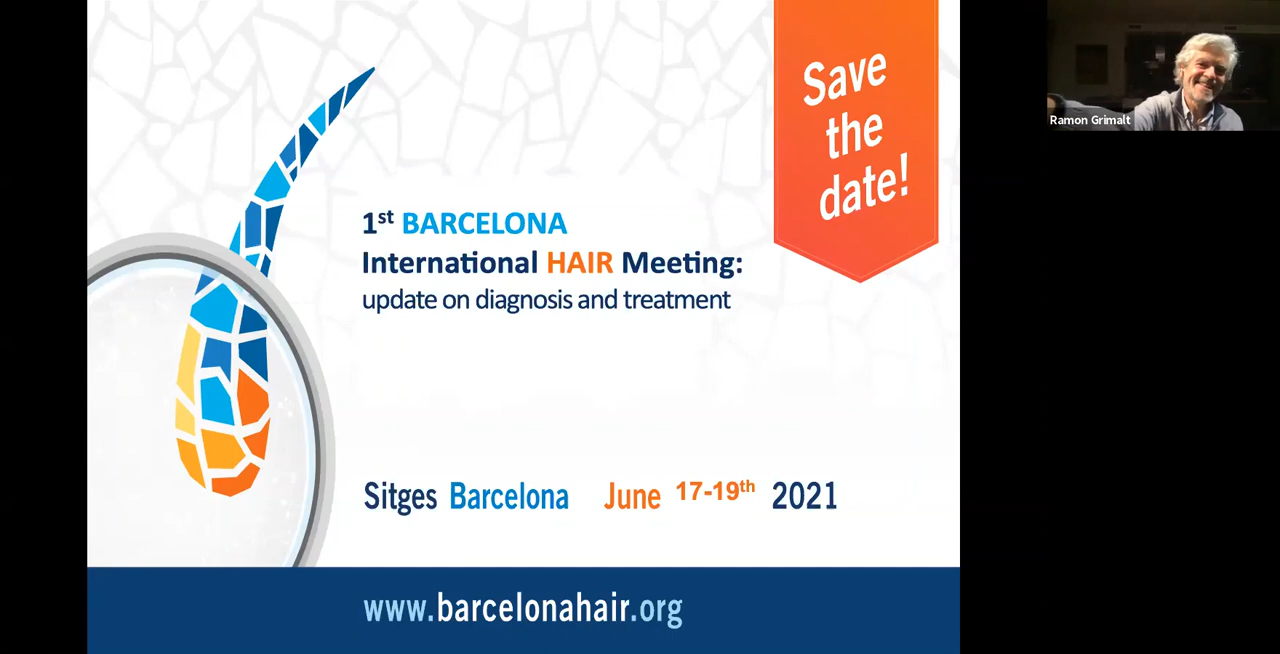 Save
the
date!
Ramon Grimalt
1st BARCELONA
International HAIR Meeting:
update on diagnosis and treatment
Sitges Barcelona June 17-19th 2021
www.barcelonahair.org